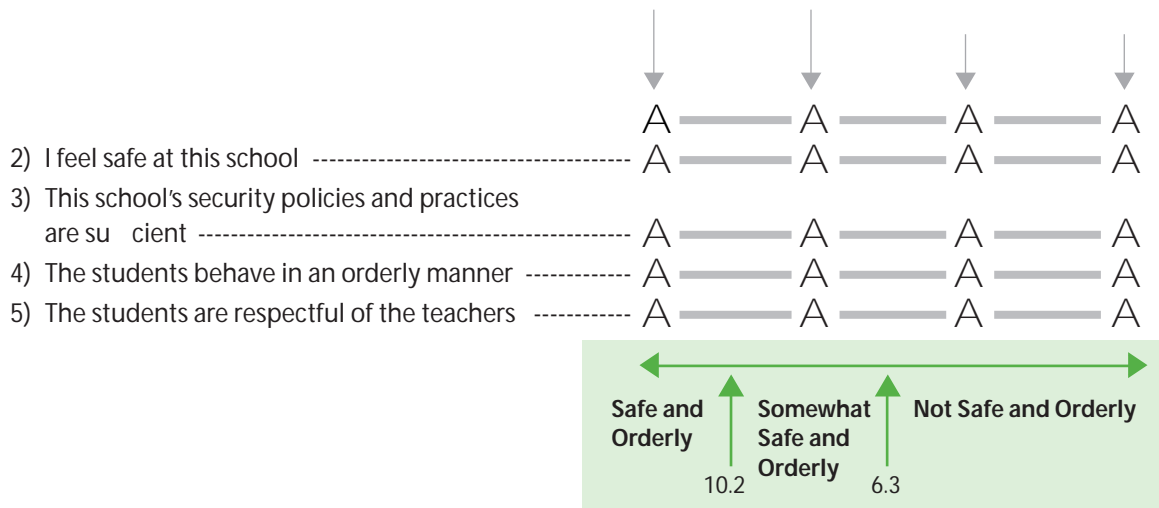 A A A A
2) I feel safe at this school ----------------------------------- A A A A
3) This school's security policies and practices
are su cient ----------------------------------------------- A A A A
4) The students behave in an orderly manner ------------ A A A A
5) The students are respectful of the teachers ----------- A A A A
Safe and Orderly
Somewhat Safe and Orderly
Not Safe and Orderly
10.2
6.3